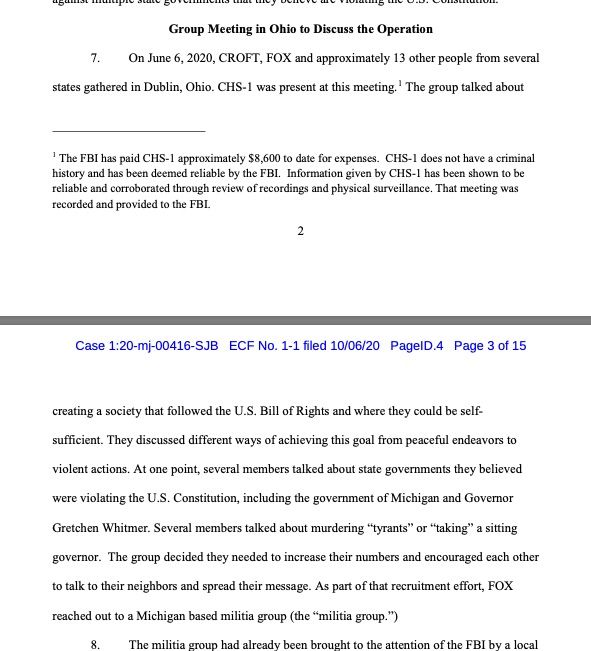 against multiple state governments that they believe are violating the U.S. Constitution.
Group Meeting in Ohio to Discuss the Operation
7. On June 6, 2020, CROFT, FOX and approximately 13 other people from several
states gathered in Dublin, Ohio. CHS-1 was present at this meeting.1 The group talked about
1 The FBI has paid CHS-1 approximately $8,600 to date for expenses. CHS-1 does not have a criminal
history and has been deemed reliable by the FBI. Information given by CHS-1 has been shown to be
reliable and corroborated through review of recordings and physical surveillance. That meeting was
recorded and provided to the FBI.
2
Case 1:20-mj-00416-SJB ECF No. 1-1 filed 10/06/20 PageID.4 Page 3 of 15
creating a society that followed the U.S. Bill of Rights and where they could be self-
sufficient. They discussed different ways of achieving this goal from peaceful endeavors to
violent actions. At one point, several members talked about state governments they believed
were violating the U.S. Constitution, including the government of Michigan and Governor
Gretchen Whitmer. Several members talked about murdering “tyrants” or “taking” a sitting
governor. The group decided they needed to increase their numbers and encouraged each other
to talk to their neighbors and spread their message. As part of that recruitment effort, FOX
reached out to a Michigan based militia group (the “militia group.”)
8. The militia group had already been brought to the attention of the FBI by a local